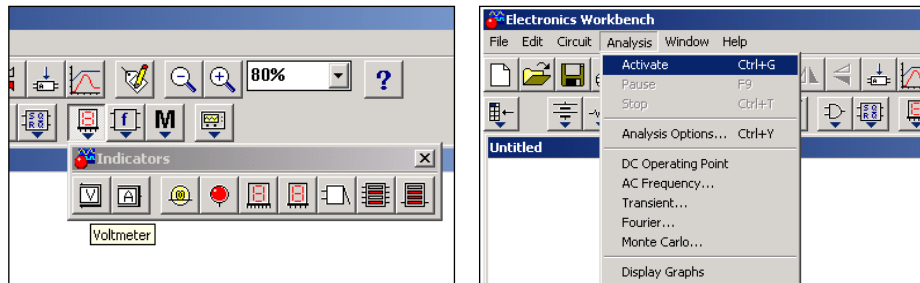 80%
?
f
M
Indicators
V
A
Voltmeter
Electronics Workbench
File Edit Circuit Analysis Window Help
Activate Ctrl+G
Pause F9
Stop Ctrl+T
Analysis Options... Ctrl+Y
Untitled
DC Operating Point
AC Frequency...
Transient...
Fourier...
Monte Carlo...
Display Graphs